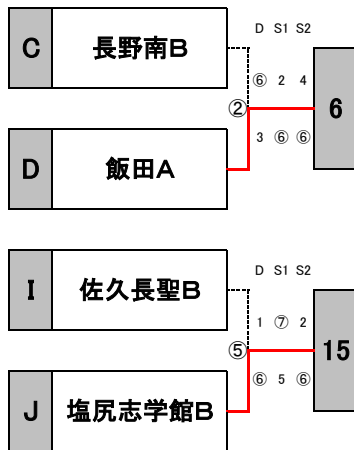 D S1 S2
C 長野南B
⑥ 2 4
② 6
3 ⑥ ⑥
D 飯田A
D S1 S2
I 佐久長聖B
1 ⑦ 2
⑤ 15
⑥ 5 ⑥
J 塩尻志学館B